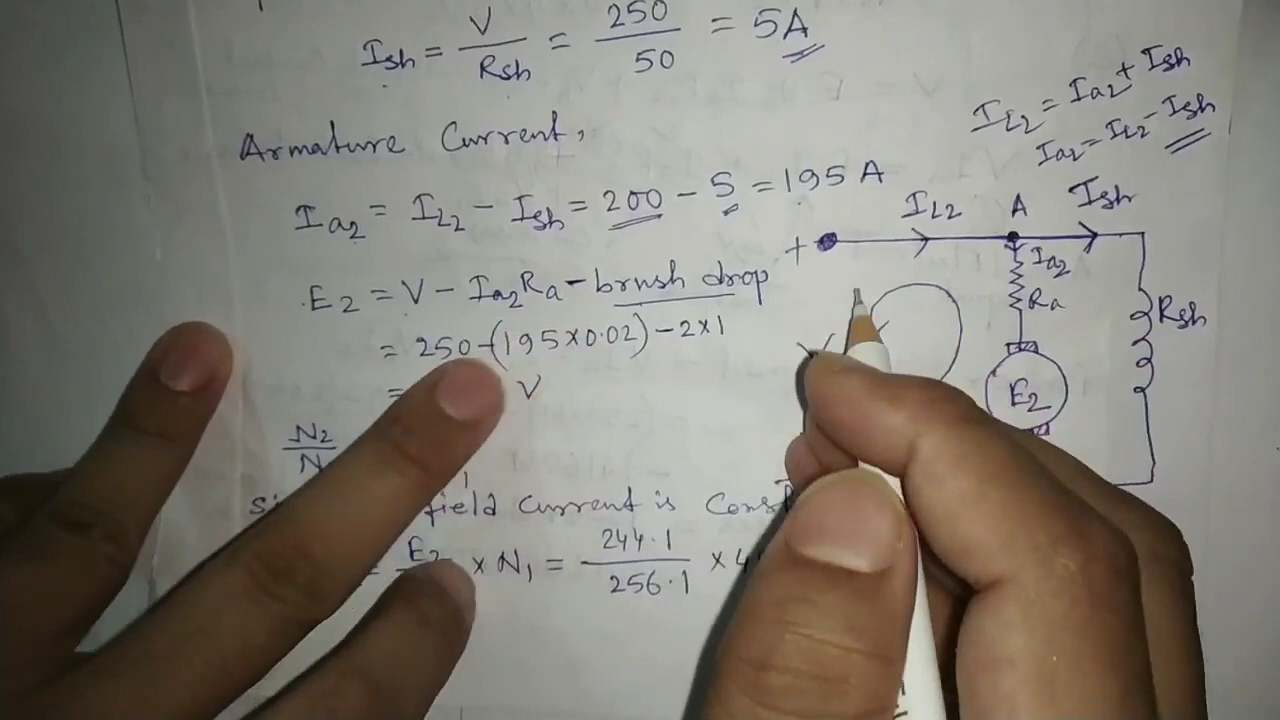 Ish = V/Rsh = 250/50 = 5A
IL2 = Ia2 + Ish
Ia2 = IL2 - Ish
Armature Current,
Ia2 = IL2 - Ish = 200 - 5 = 195 A
E2 = V - Ia2Ra - brush drop
= 250 - (195×0.02) - 2×1
= V
N2
field current is
E2 × N1 = 244.1/256.1 ×
IL2 A Ish
+
Ia2
Ra
Rsh
E2